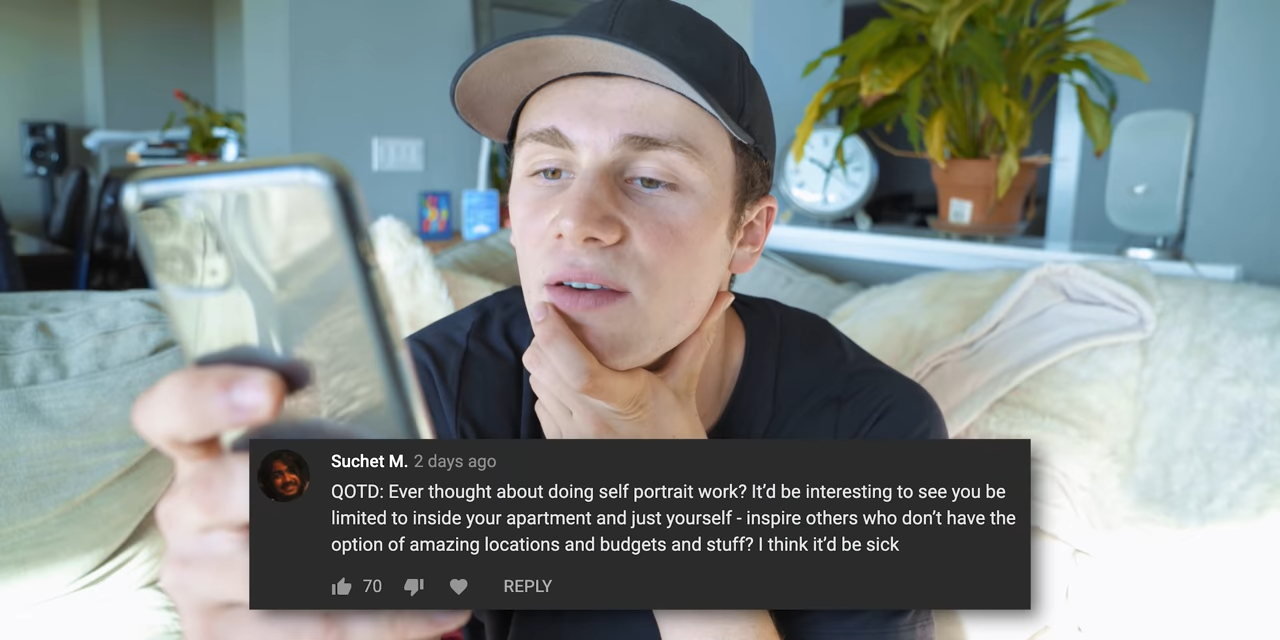 Suchet M. 2 days ago
QOTD: Ever thought about doing self portrait work? It’d be interesting to see you be
limited to inside your apartment and just yourself - inspire others who don’t have the
option of amazing locations and budgets and stuff? I think it’d be sick
70 REPLY